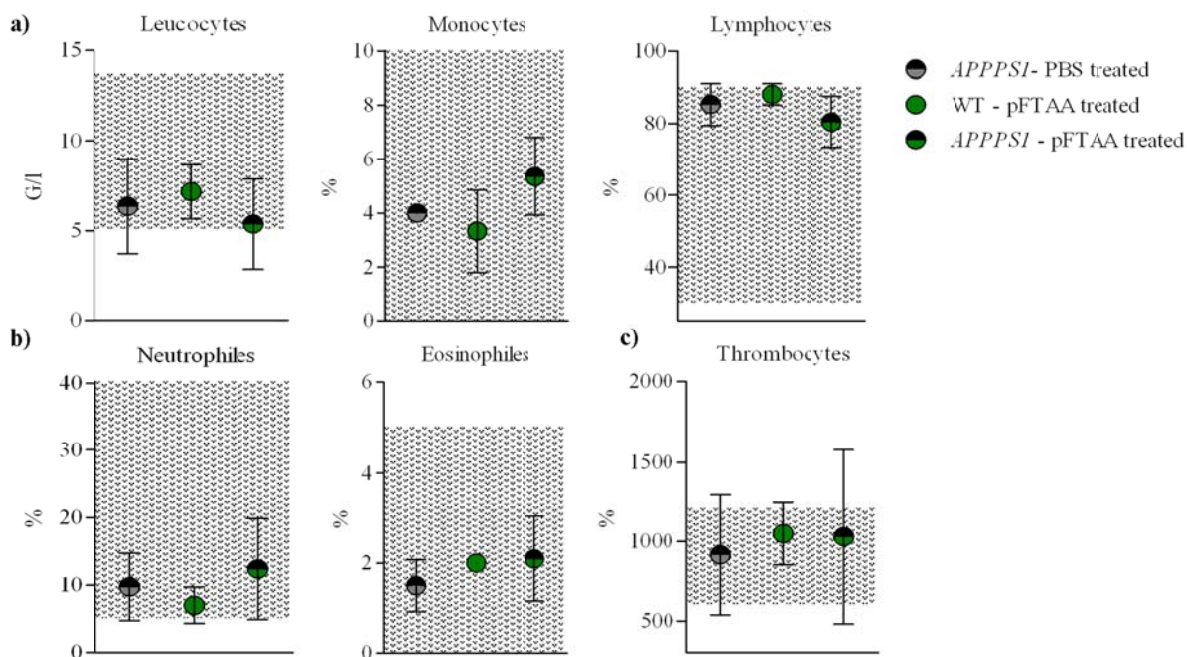 a)
Leucocytes
Monocytes
Lymphocytes
15
10
5
0
G/l
10
8
6
4
2
0
%
100
80
60
40
%
APPPS1- PBS treated
WT - pFTAA treated
APPPS1 - pFTAA treated
b)
Neutrophiles
Eosinophiles
c)
Thrombocytes
40
30
20
10
0
%
6
4
2
0
%
2000
1500
1000
500
%